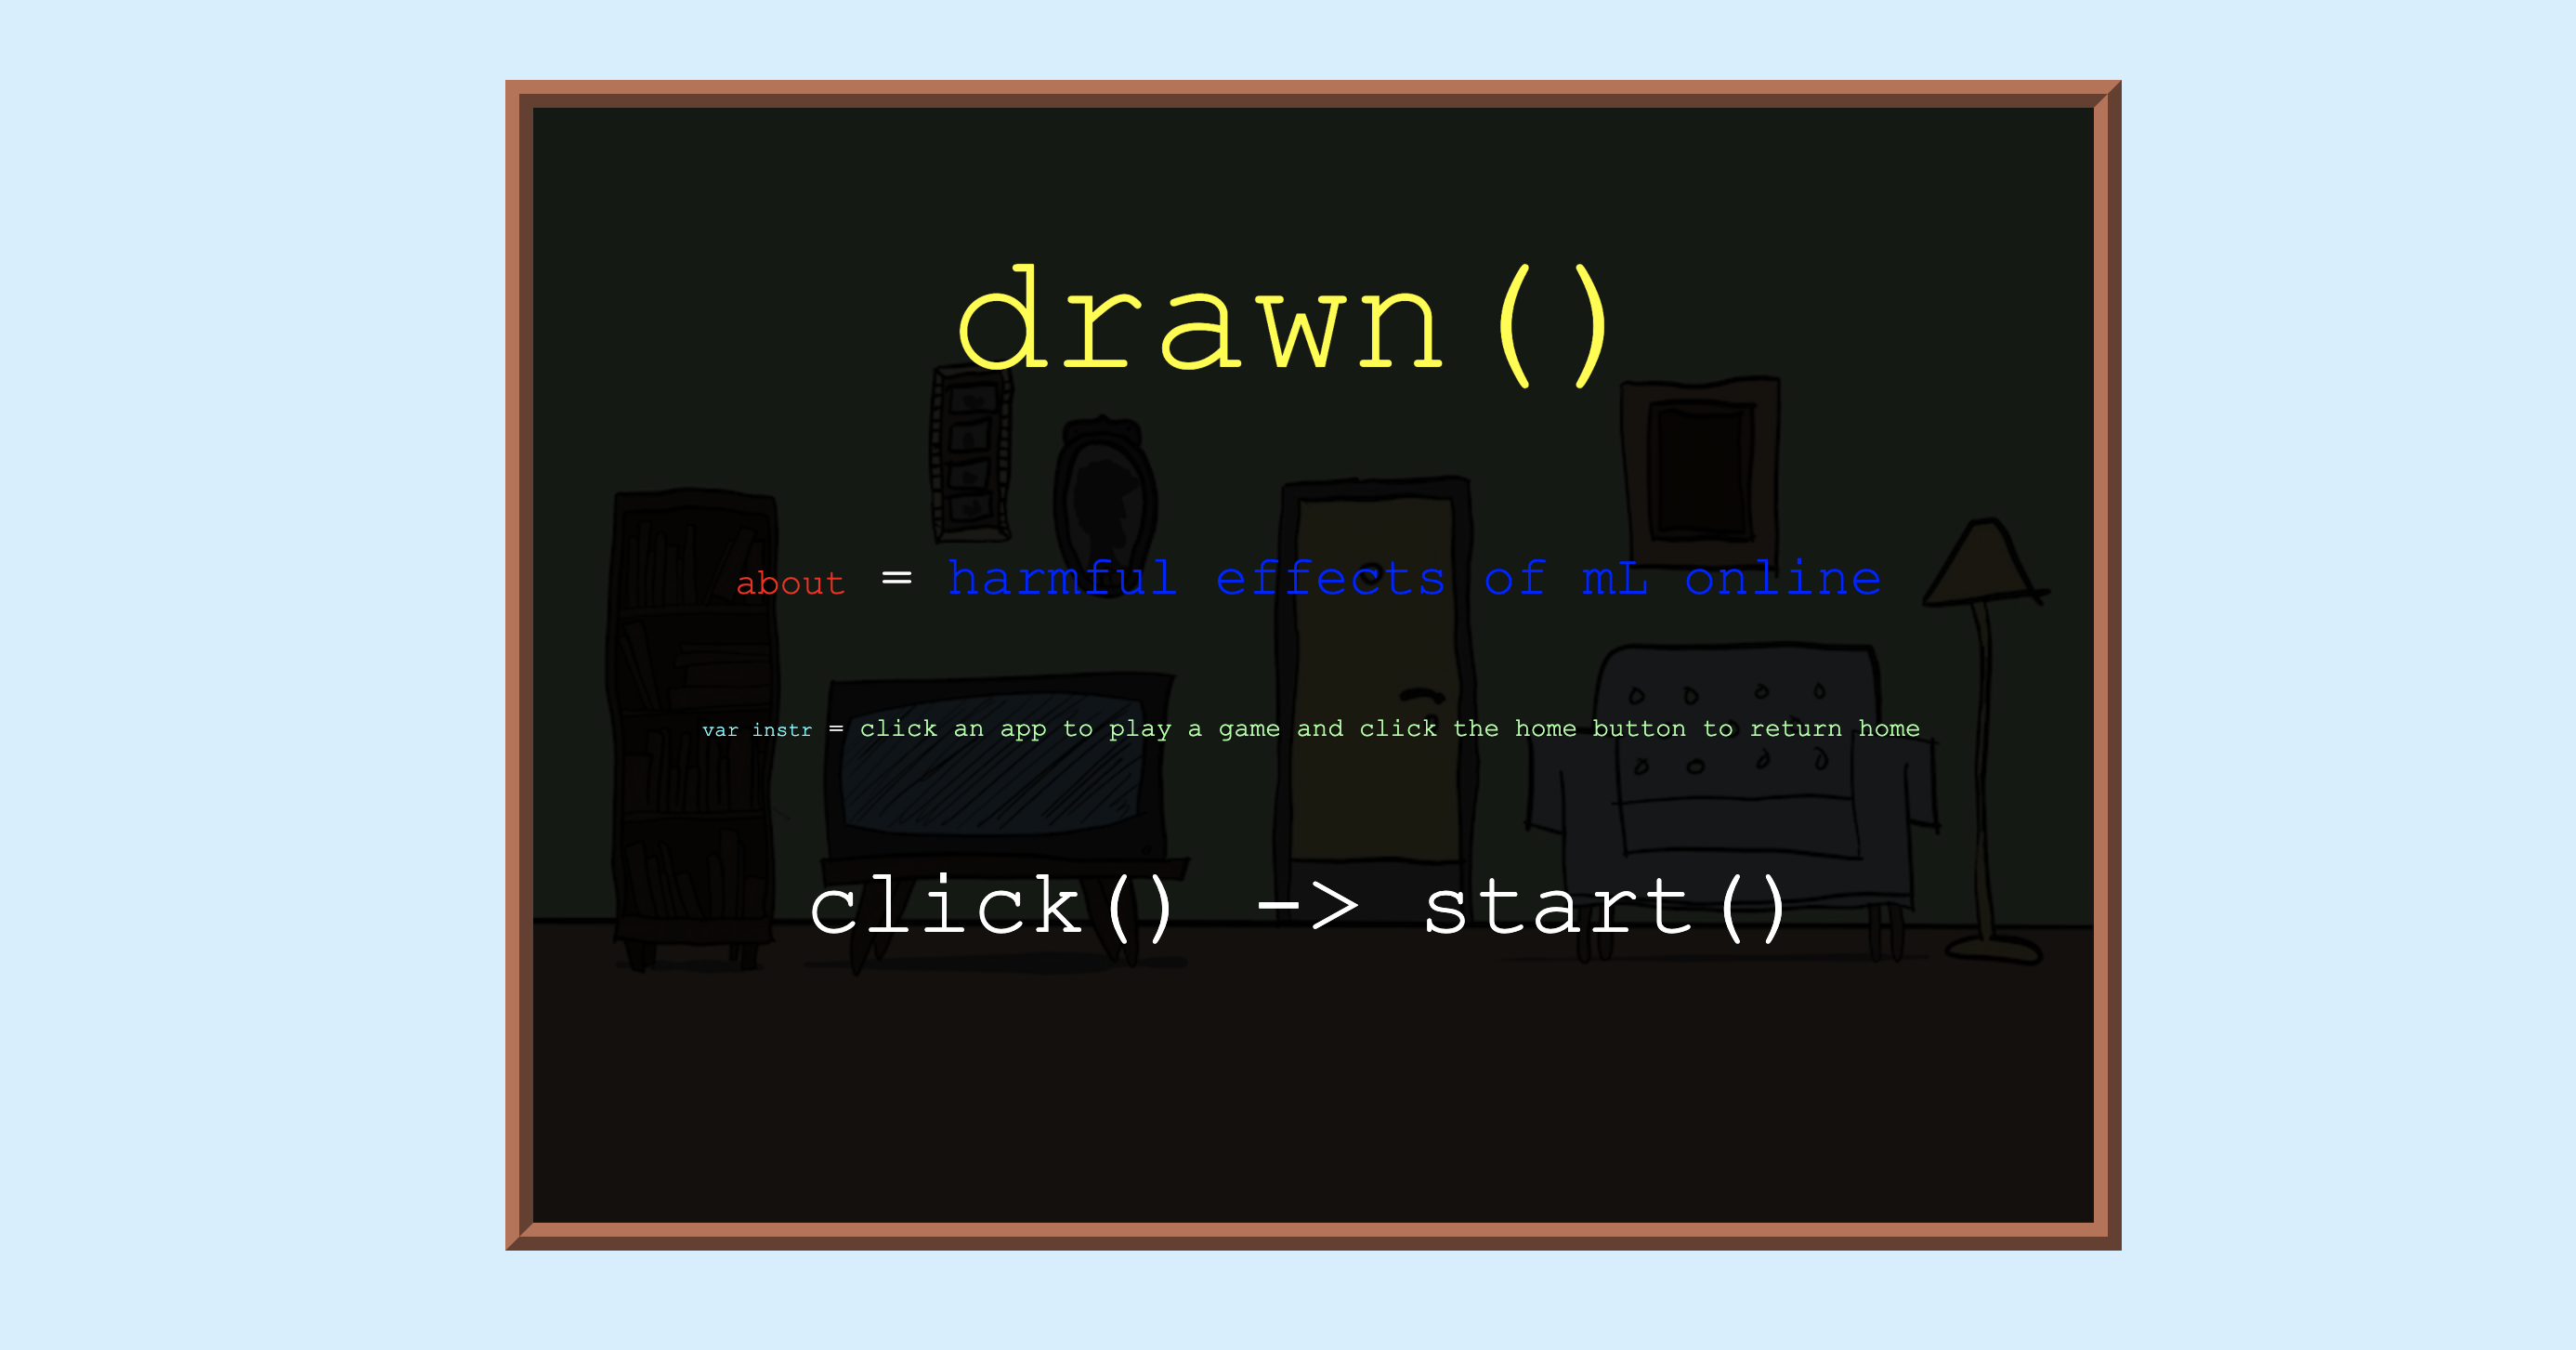 drawn()
about = harmful effects of mL online
var instr = click an app to play a game and click the home button to return home
click() -> start()